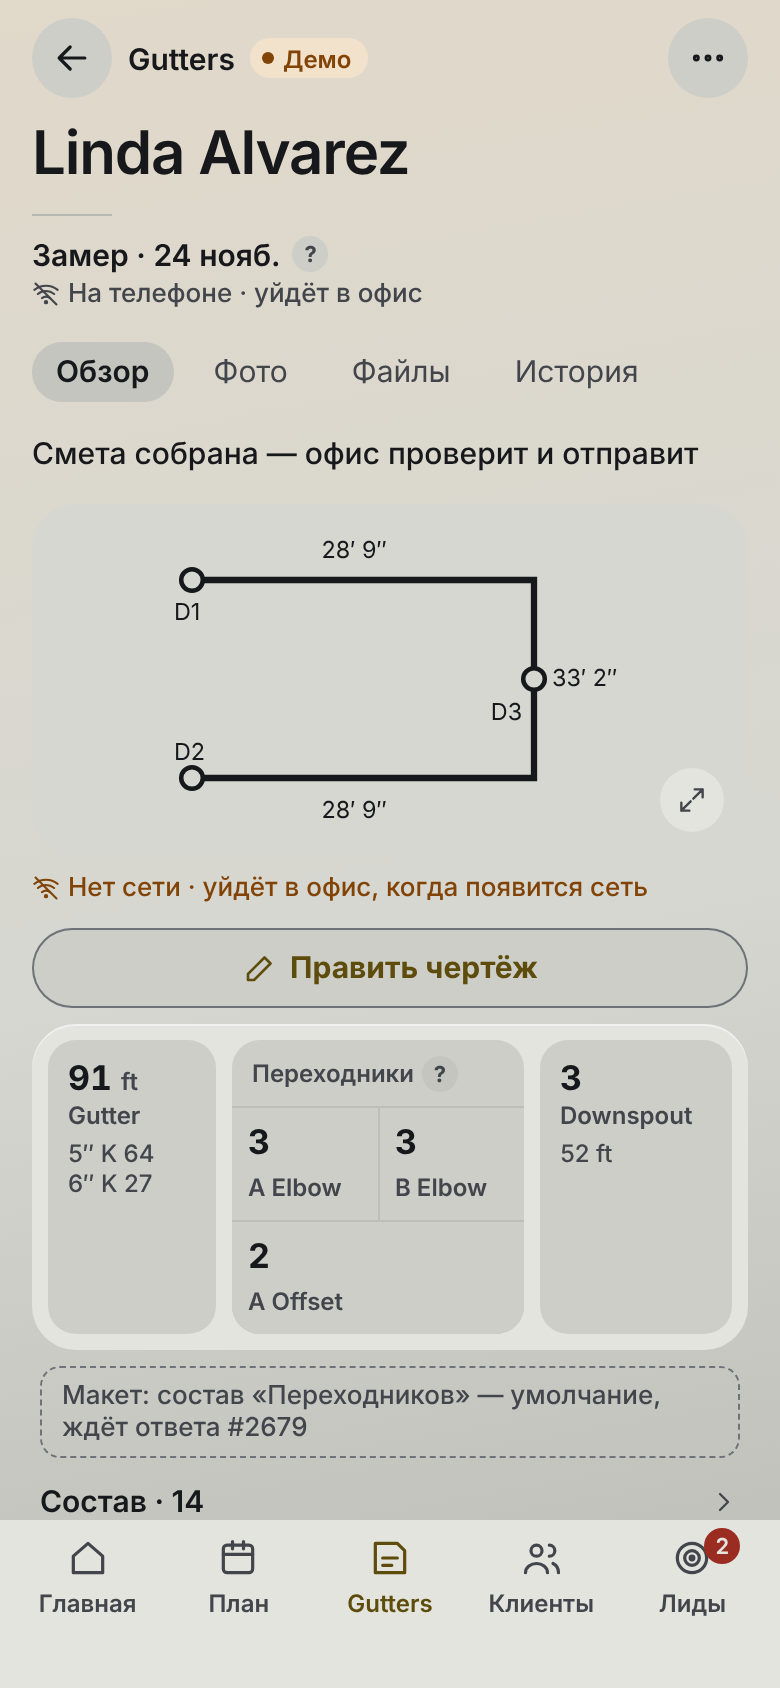 Gutters
Демо
Linda Alvarez
Замер · 24 нояб. ?
На телефоне · уйдёт в офис
Обзор Фото Файлы История
Смета собрана — офис проверит и отправит
28′ 9″
D1
33′ 2″
D3
D2
28′ 9″
Нет сети · уйдёт в офис, когда появится сеть
Править чертёж
91 ft
Gutter
5″ K 64
6″ K 27
Переходники ?
3
A Elbow
3
B Elbow
2
A Offset
3
Downspout
52 ft
Макет: состав «Переходников» — умолчание,
ждёт ответа #2679
Состав · 14
2
Главная План Gutters Клиенты Лиды